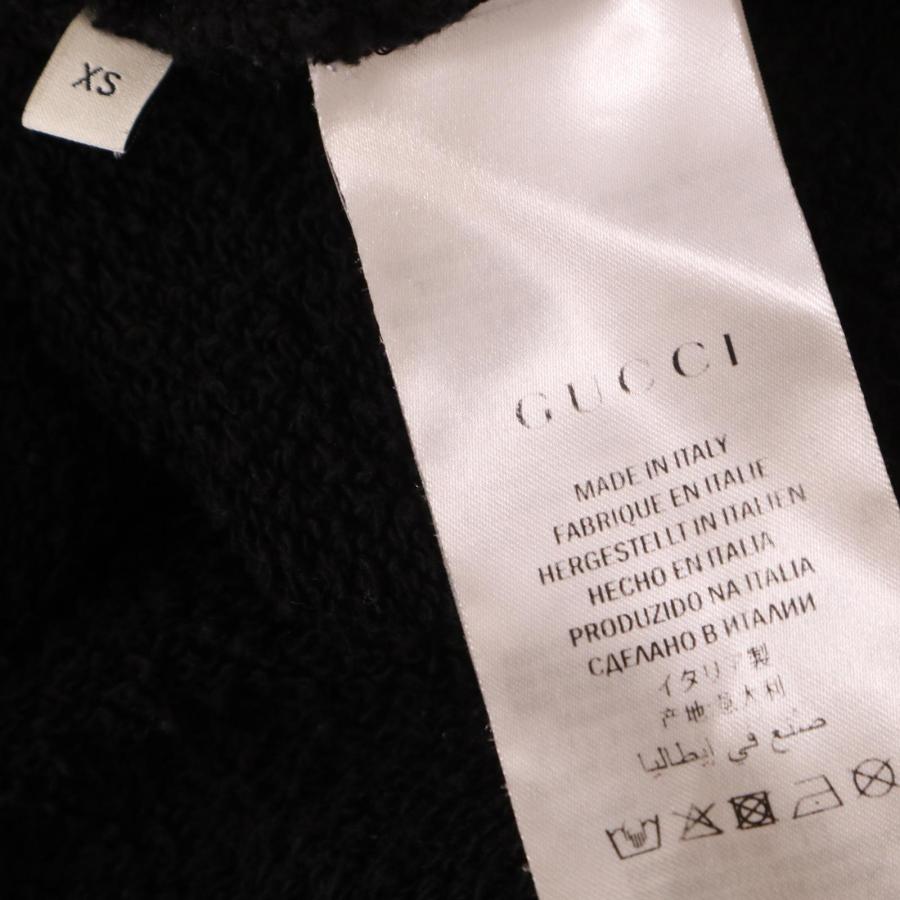 XS
GUCCI
MADE IN ITALY
FABRIQUE EN ITALIE
HERGESTELLT IN ITALIEN
HECHO EN ITALIA
PRODUZIDO NA ITALIA
СДЕЛАНО В ИТАЛИИ
イタリア製
产地意大利
صنع في إيطاليا